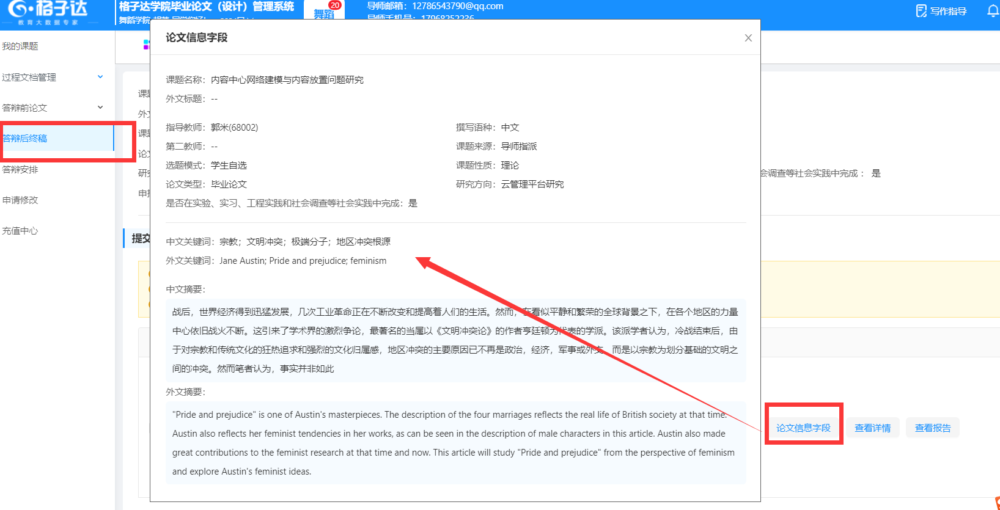 格子达
教育大数据专家
格子达学院毕业论文（设计）管理系统
舞蹈学院
舞蹈
20
导师邮箱：12786543790@qq.com
导师手机号：17968252236
写作指导
我的课题
过程文档管理
答辩前论文
答辩后终稿
答辩安排
申请修改
充值中心
论文信息字段
课题名称：内容中心网络建模与内容放置问题研究
外文标题：--
指导教师：郭米(68002)
撰写语种：中文
第二教师：--
课题来源：导师指派
选题模式：学生自选
课题性质：理论
论文类型：毕业论文
研究方向：云管理平台研究
是否在实验、实习、工程实践和社会调查等社会实践中完成：是
会调查等社会实践中完成： 是
提交
中文关键词：宗教；文明冲突；极端分子；地区冲突根源
外文关键词：Jane Austin; Pride and prejudice; feminism
中文摘要：
战后，世界经济得到迅猛发展，几次工业革命正在不断改变和提高着人们的生活。然而，在看似平静和繁荣的全球背景之下，在各个地区的力量
中心依旧战火不断。这引来了学术界的激烈争论，最著名的当属以《文明冲突论》的作者亨廷顿为代表的学派。该派学者认为，冷战结束后，由
于对宗教和传统文化的狂热追求和强烈的文化归属感，地区冲突的主要原因已不再是政治，经济，军事或外交，而是以宗教为划分基础的文明之
间的冲突。然而笔者认为，事实并非如此
外文摘要：
"Pride and prejudice" is one of Austin's masterpieces. The description of the four marriages reflects the real life of British society at that time.
Austin also reflects her feminist tendencies in her works, as can be seen in the description of male characters in this article. Austin also made
great contributions to the feminist research at that time and now. This article will study "Pride and prejudice" from the perspective of feminism
and explore Austin's feminist ideas.
论文信息字段
查看详情
查看报告